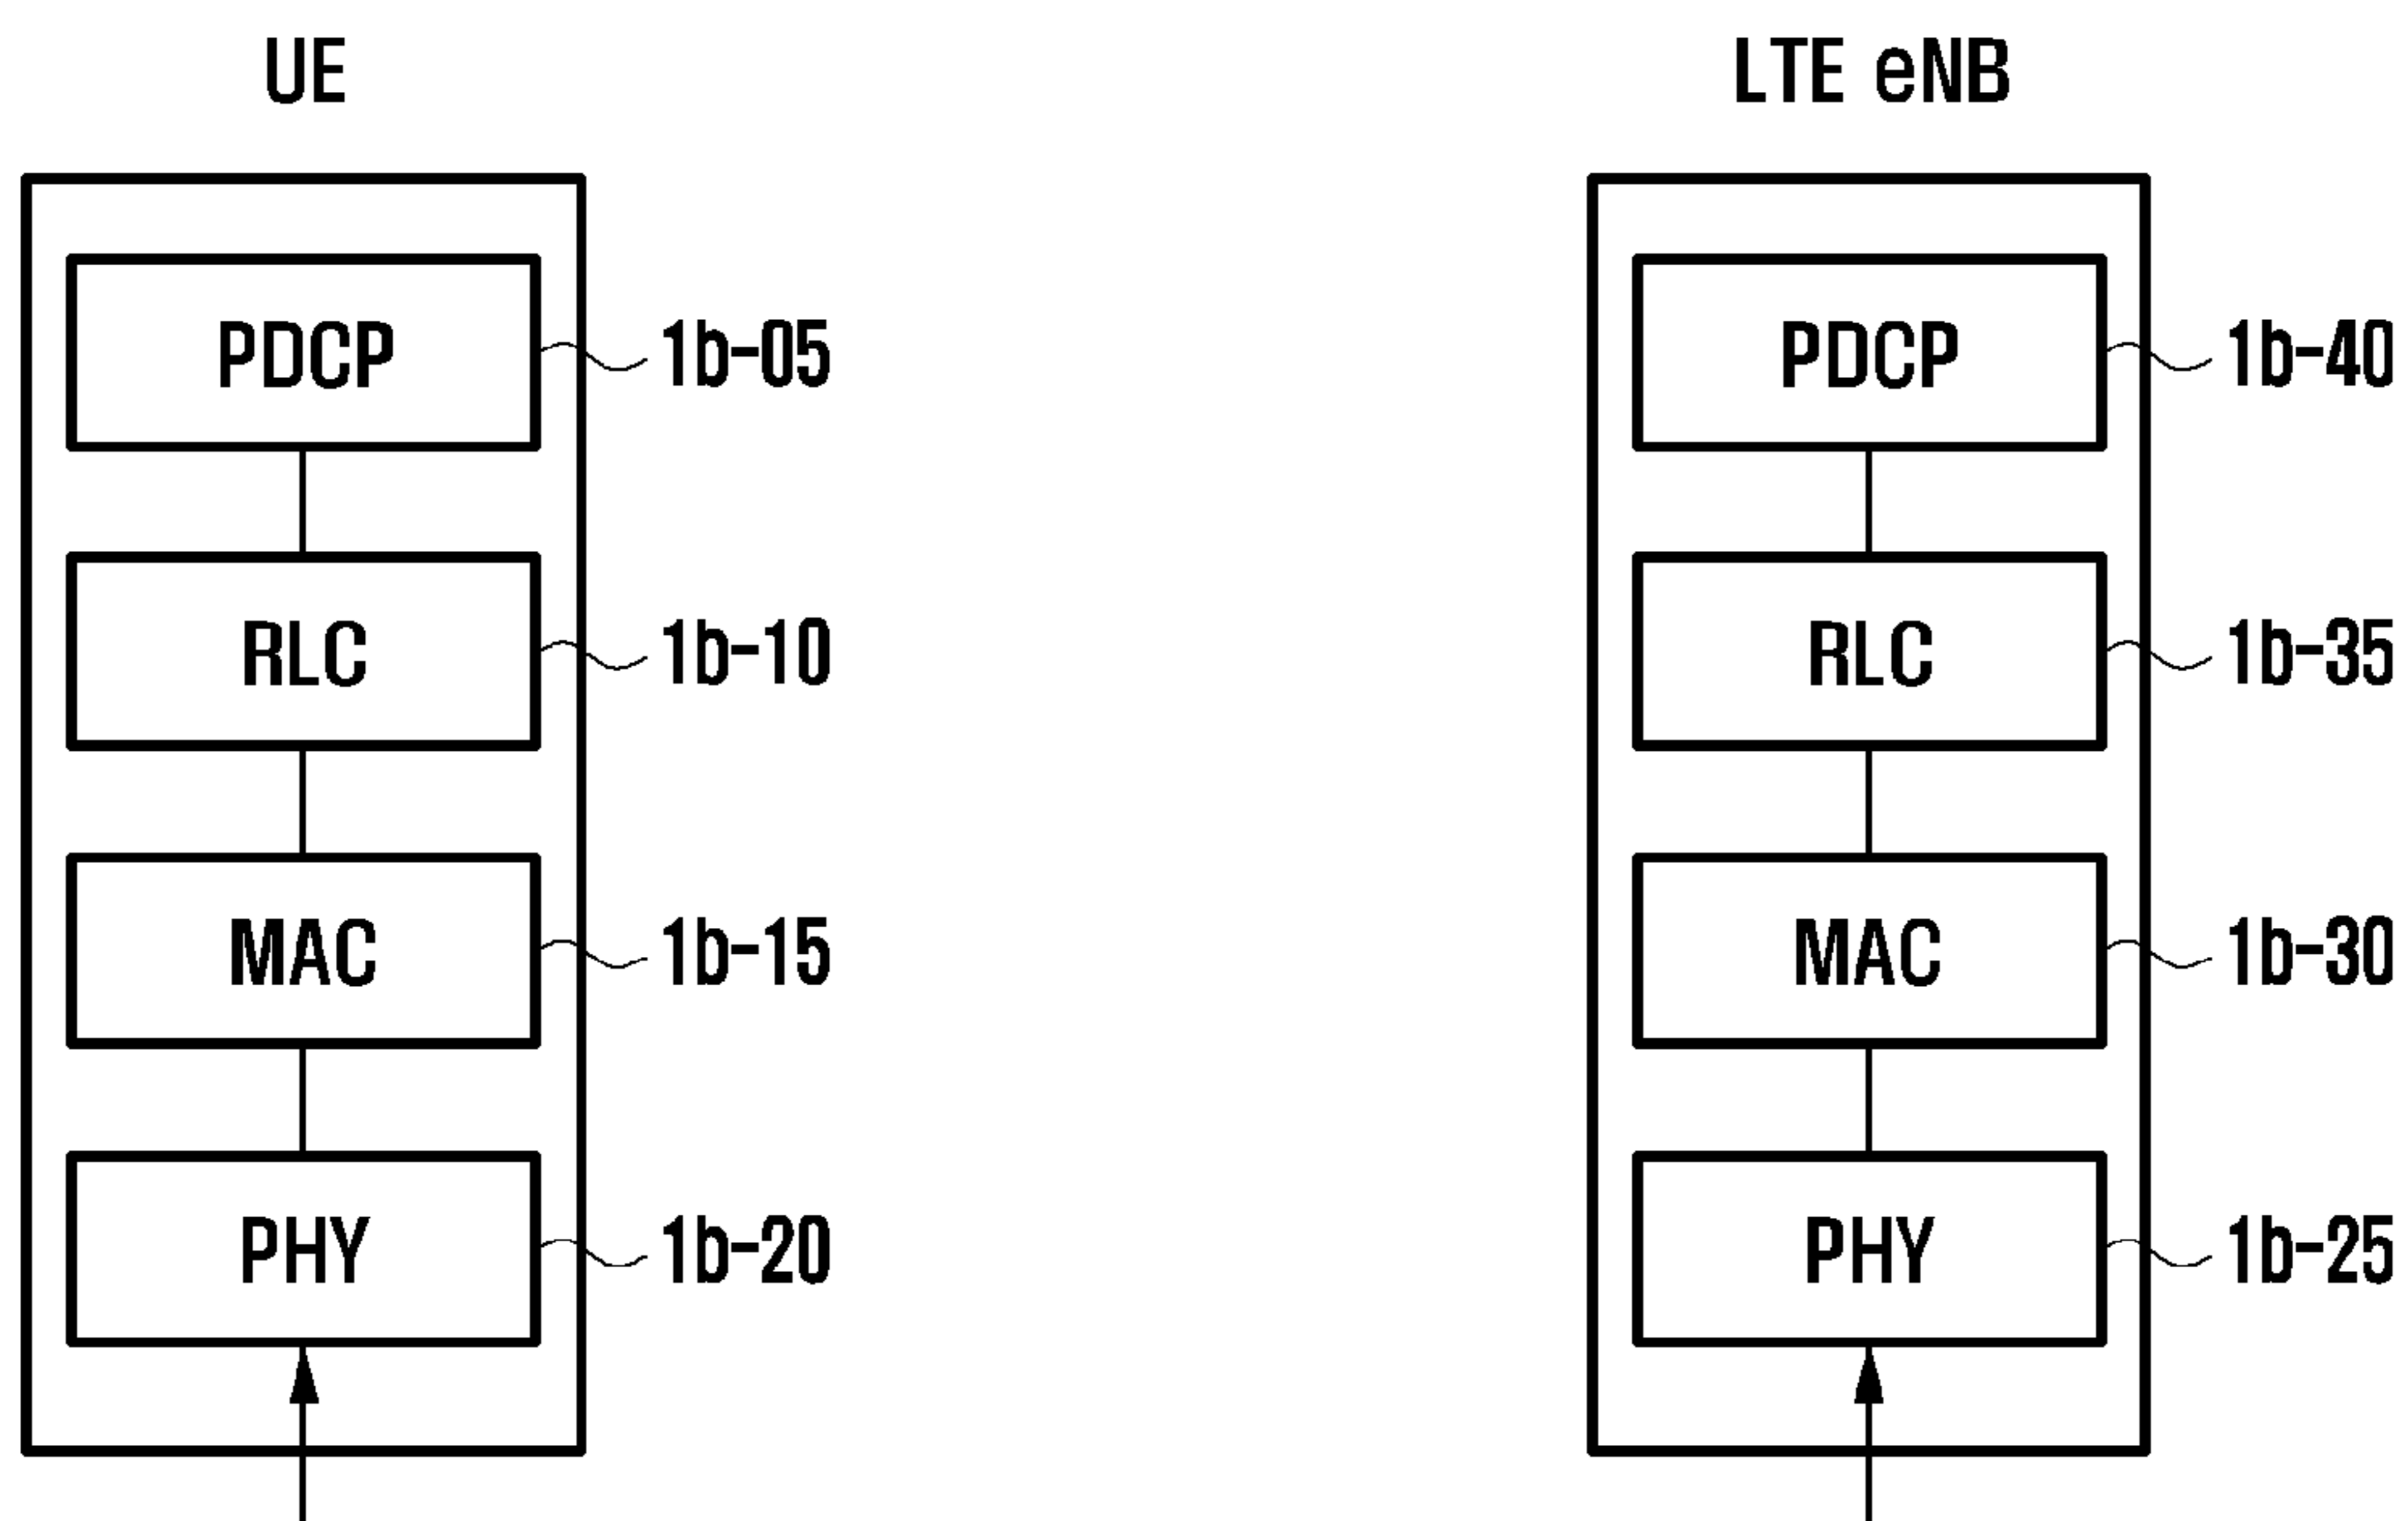 UE
LTE eNB
PDCP
1b-05
PDCP
1b-40
RLC
1b-10
RLC
1b-35
MAC
1b-15
MAC
1b-30
PHY
1b-20
PHY
1b-25